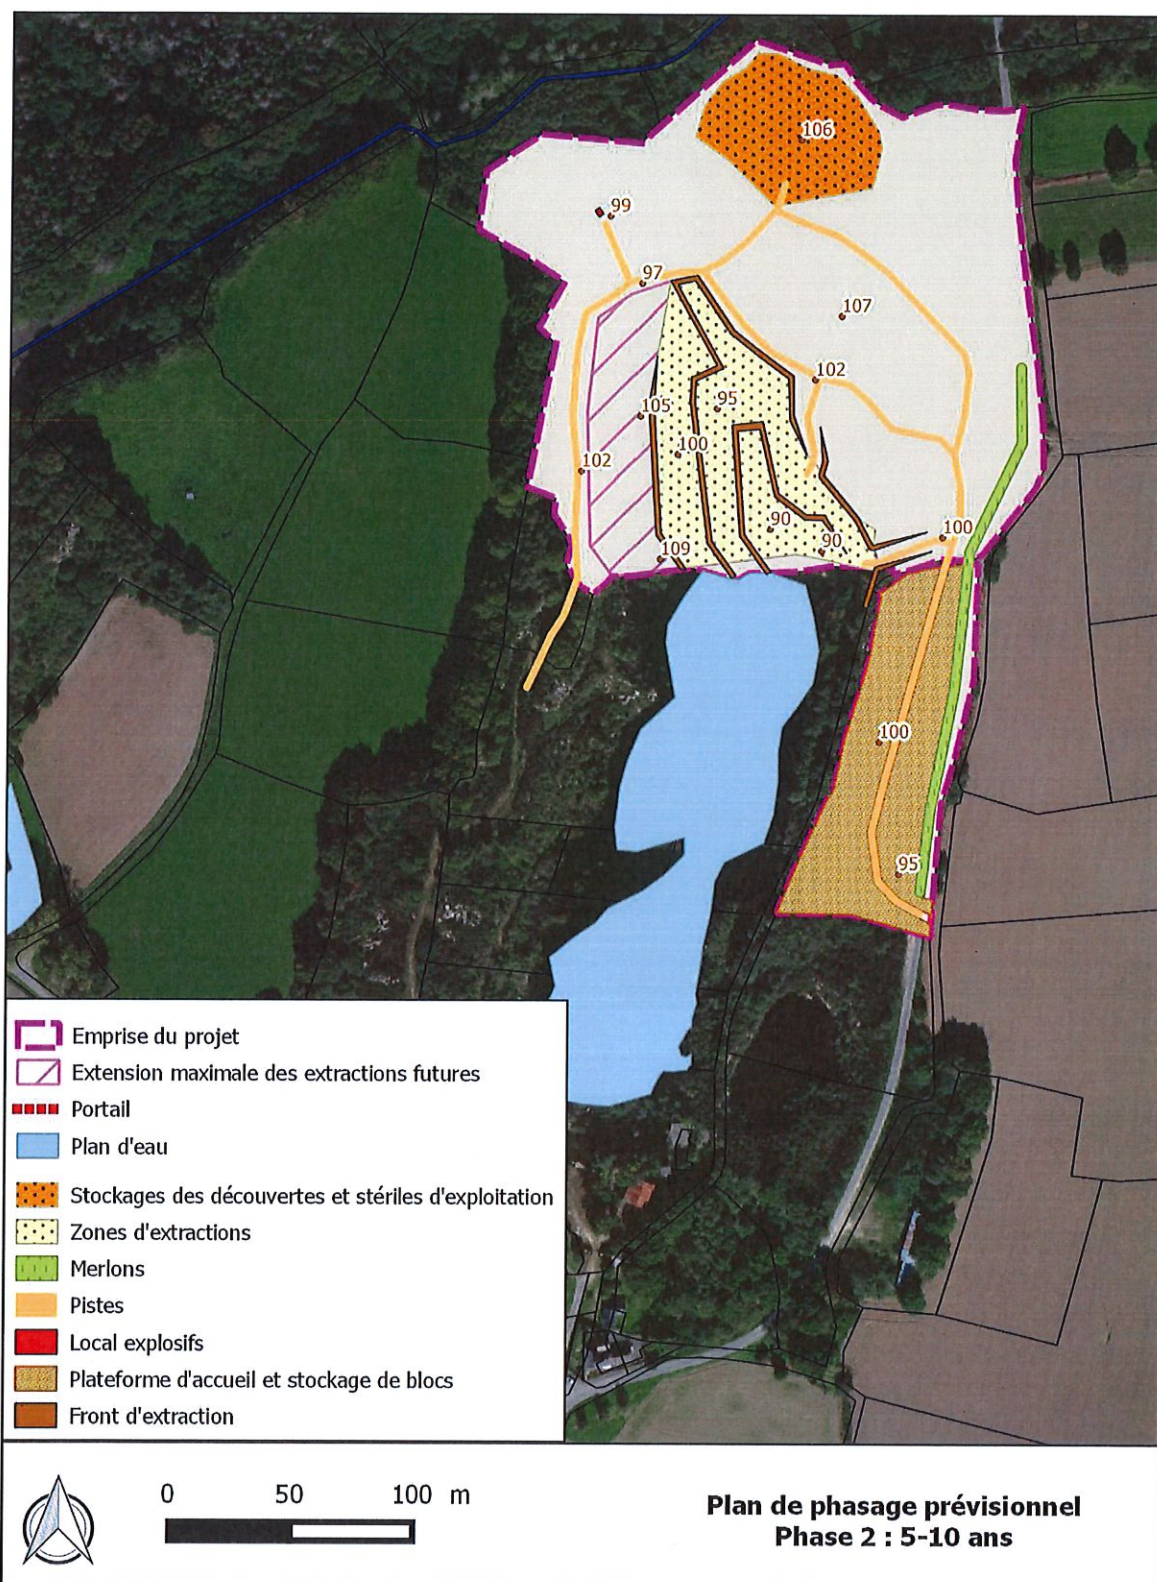 106
99
97
107
102
95
105
100
102
90
90
100
109
100
95
Emprise du projet
Extension maximale des extractions futures
Portail
Plan d'eau
Stockages des découvertes et stériles d'exploitation
Zones d'extractions
Merlons
Pistes
Local explosifs
Plateforme d'accueil et stockage de blocs
Front d'extraction
0 50 100 m
Plan de phasage prévisionnel
Phase 2 : 5-10 ans